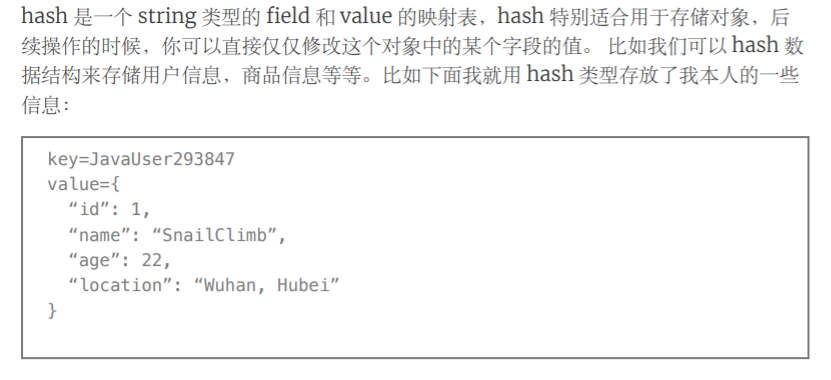 hash 是一个 string 类型的 field 和 value 的映射表，hash 特别适合用于存储对象，后
续操作的时候，你可以直接仅仅修改这个对象中的某个字段的值。 比如我们可以 hash 数
据结构来存储用户信息，商品信息等等。比如下面我就用 hash 类型存放了我本人的一些
信息：
key=JavaUser293847
value={
“id”: 1,
“name”: “SnailClimb”,
“age”: 22,
“location”: “Wuhan, Hubei”
}